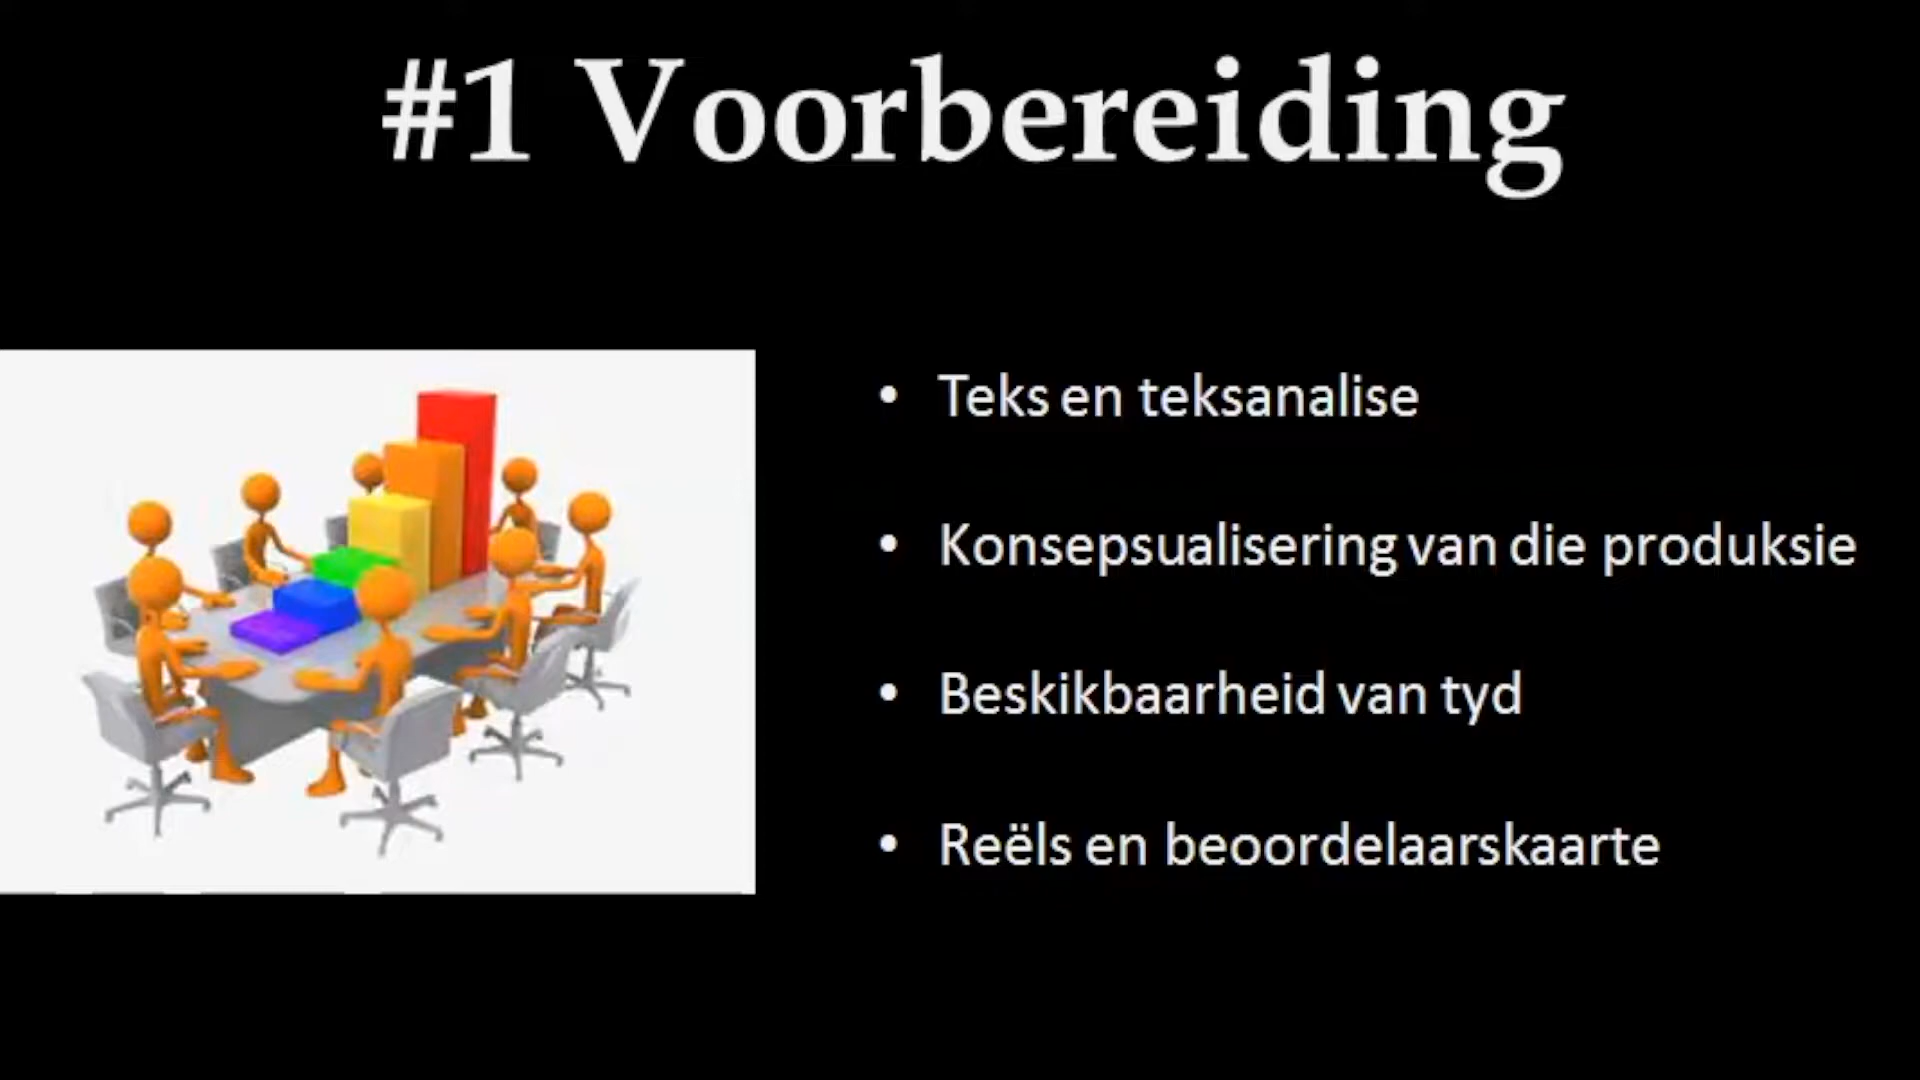 #1 Voorbereiding
• Teks en teksanalise
• Konsepsualisering van die produksie
• Beskikbaarheid van tyd
• Reëls en beoordelaarskaarte